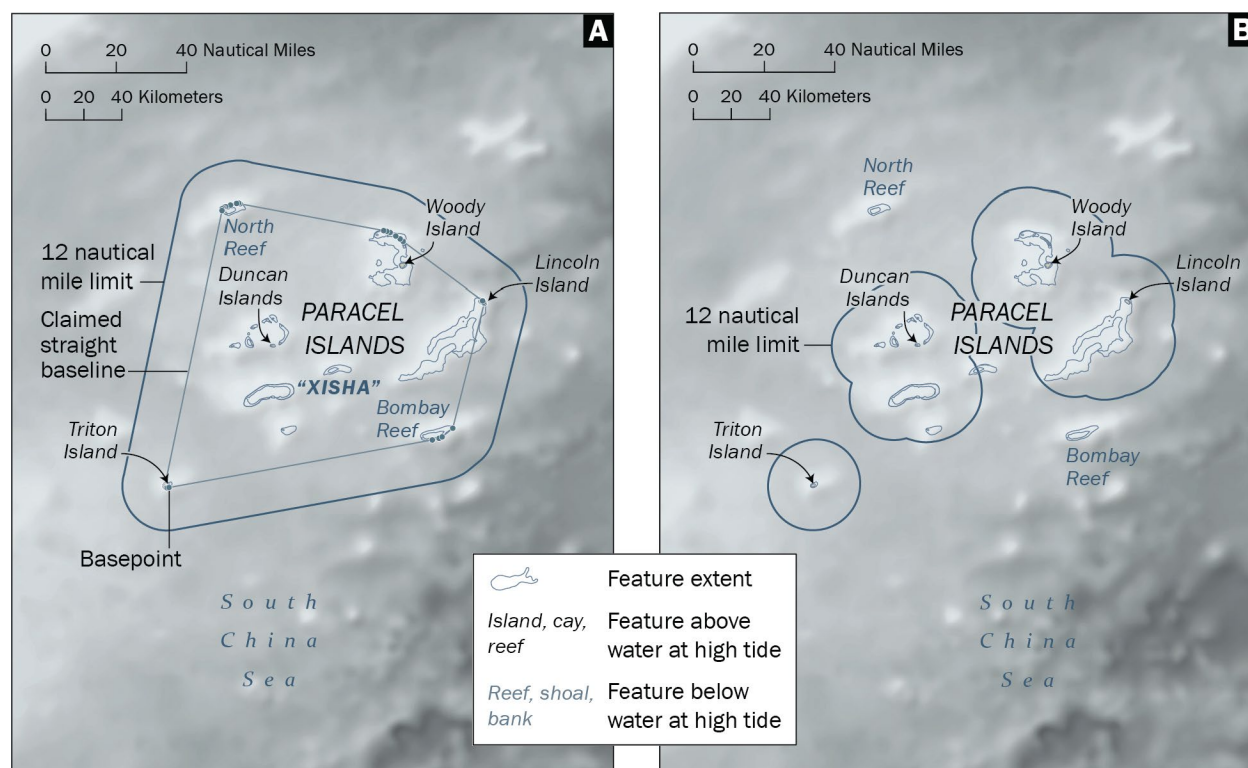 A
0 20 40 Nautical Miles
0 20 40 Kilometers
North
Reef
Woody
Island
12 nautical
mile limit
Duncan
Islands
Lincoln
Island
PARACEL
ISLANDS
Claimed
straight
baseline
"XISHA"
Bombay
Reef
Triton
Island
Basepoint
South
China
Sea
B
0 20 40 Nautical Miles
0 20 40 Kilometers
North
Reef
Woody
Island
Duncan
Islands
Lincoln
Island
12 nautical
mile limit
PARACEL
ISLANDS
Triton
Island
Bombay
Reef
South
China
Sea
Feature extent
Island, cay,
reef
Feature above
water at high tide
Reef, shoal,
bank
Feature below
water at high tide